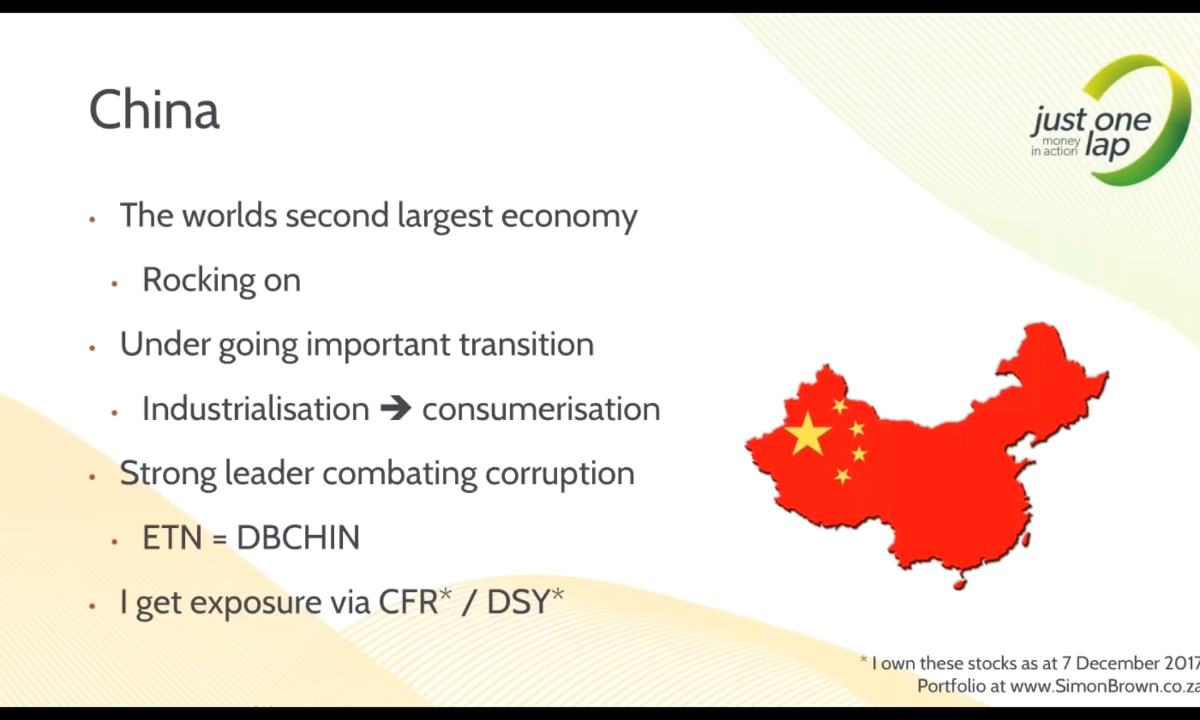 China
just one
money
in action lap
• The worlds second largest economy
• Rocking on
• Under going important transition
• Industrialisation ➔ consumerisation
• Strong leader combating corruption
• ETN = DBCHIN
• I get exposure via CFR* / DSY*
* I own these stocks as at 7 December 2017
Portfolio at www.SimonBrown.co.za